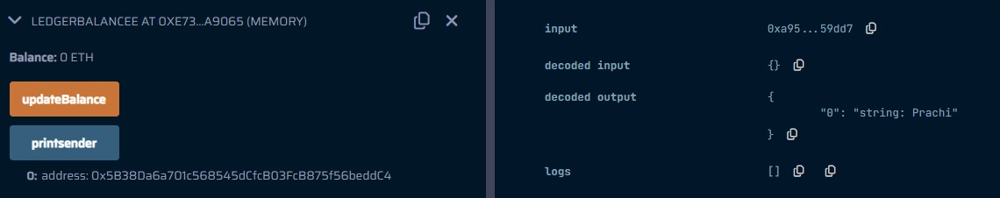 LEDGERBALANCEE AT 0XE73...A9065 (MEMORY)
Balance: 0 ETH
updateBalance
printsender
0: address: 0x5B38Da6a701c568545dCfcB03FcB875f56beddC4
input 0xa95...59dd7
decoded input {}
decoded output {
"0": "string: Prachi"
}
logs []